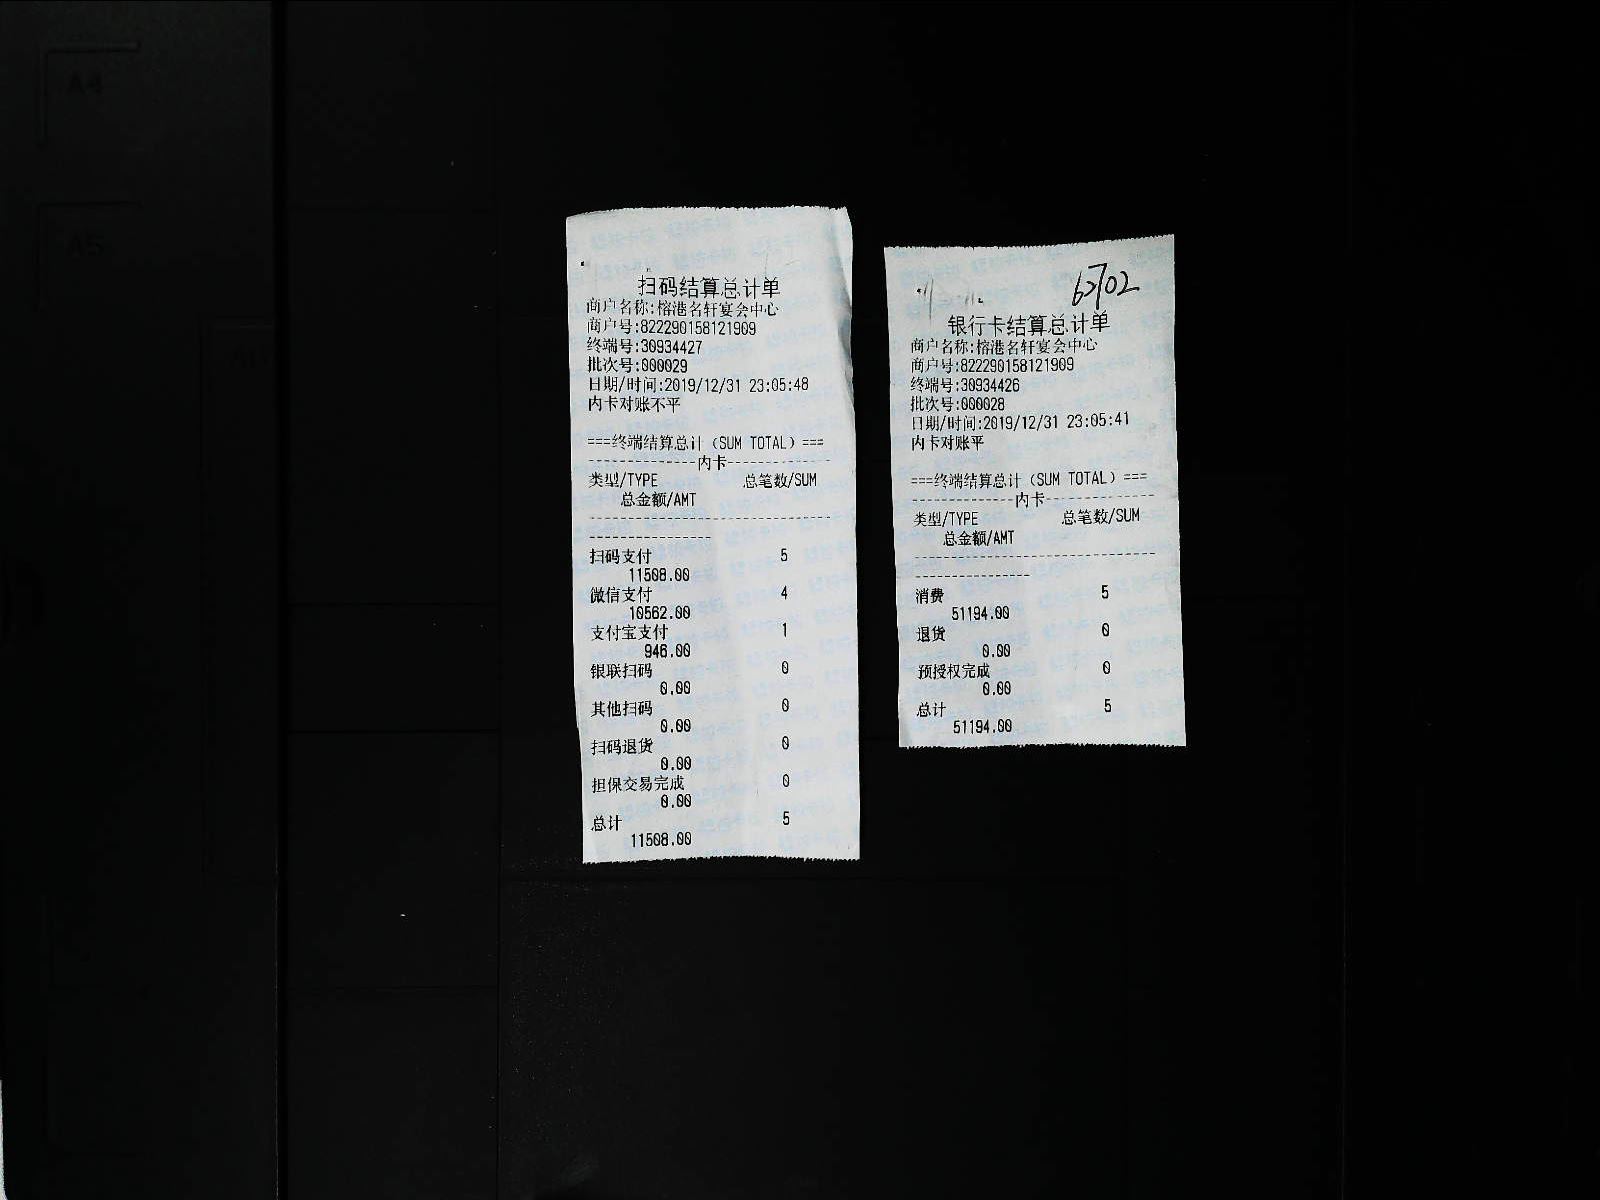 A4
A5
扫码结算总计单
商户名称:榕港名轩宴会中心
商户号:822290158121909
终端号:30934427
批次号:000029
日期/时间:2019/12/31 23:05:48
内卡对账不平
===终端结算总计（SUM TOTAL）===
---------------内卡---------------
类型/TYPE 总笔数/SUM
总金额/AMT
扫码支付 5
11508.00
微信支付 4
10562.00
支付宝支付 1
946.00
银联扫码 0
0.00
其他扫码 0
0.00
扫码退货 0
0.00
担保交易完成 0
0.00
总计 5
11508.00
62702
银行卡结算总计单
商户名称:榕港名轩宴会中心
商户号:822290158121909
终端号:30934426
批次号:000028
日期/时间:2019/12/31 23:05:41
内卡对账平
===终端结算总计（SUM TOTAL）===
--------------内卡---------------
类型/TYPE 总笔数/SUM
总金额/AMT
消费 5
51194.00
退货 0
0.00
预授权完成 0
0.00
总计 5
51194.00